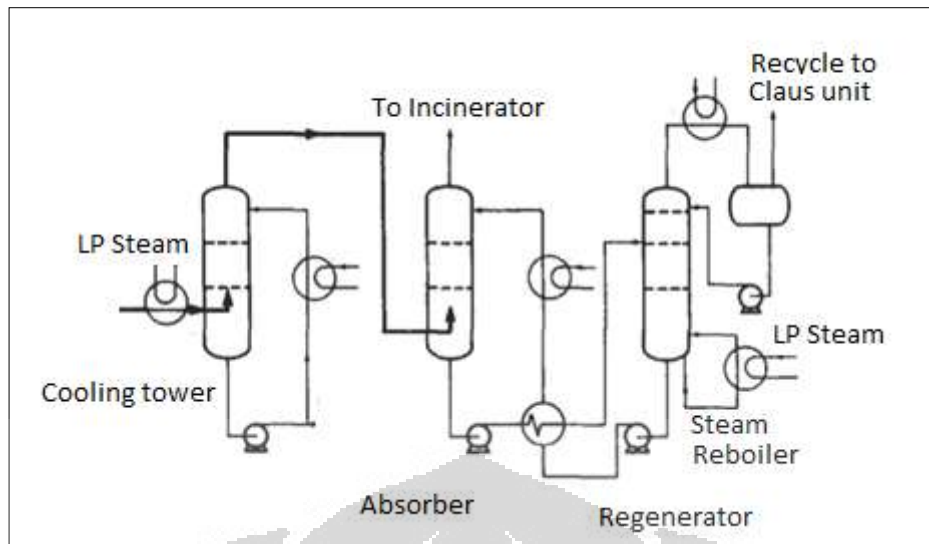 Recycle to
Claus unit
To Incinerator
LP Steam
LP Steam
Cooling tower
Steam
Reboiler
Absorber
Regenerator